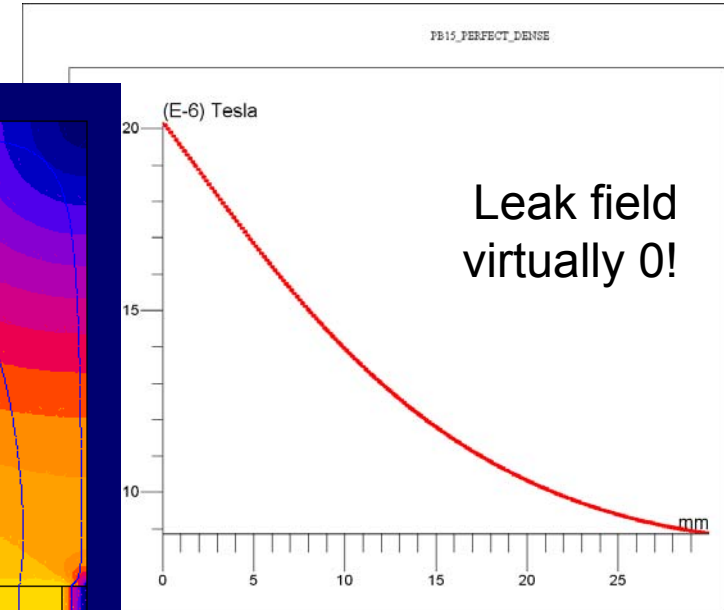 PB15_PERFECT_DENSE
(E-6) Tesla
20
Leak field
virtually 0!
15
10
mm
0 5 10 15 20 25